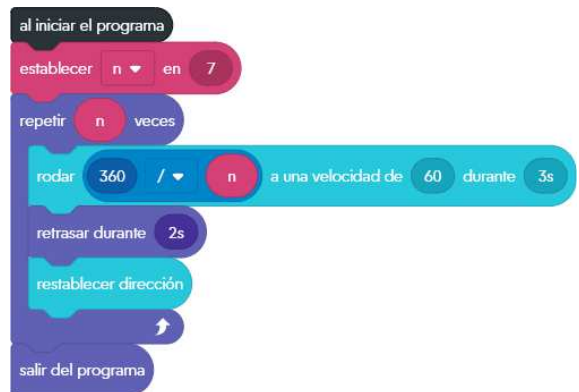 al iniciar el programa
establecer n en 7
repetir n veces
rodar 360 / n a una velocidad de 60 durante 3s
retrasar durante 2s
restablecer dirección
salir del programa